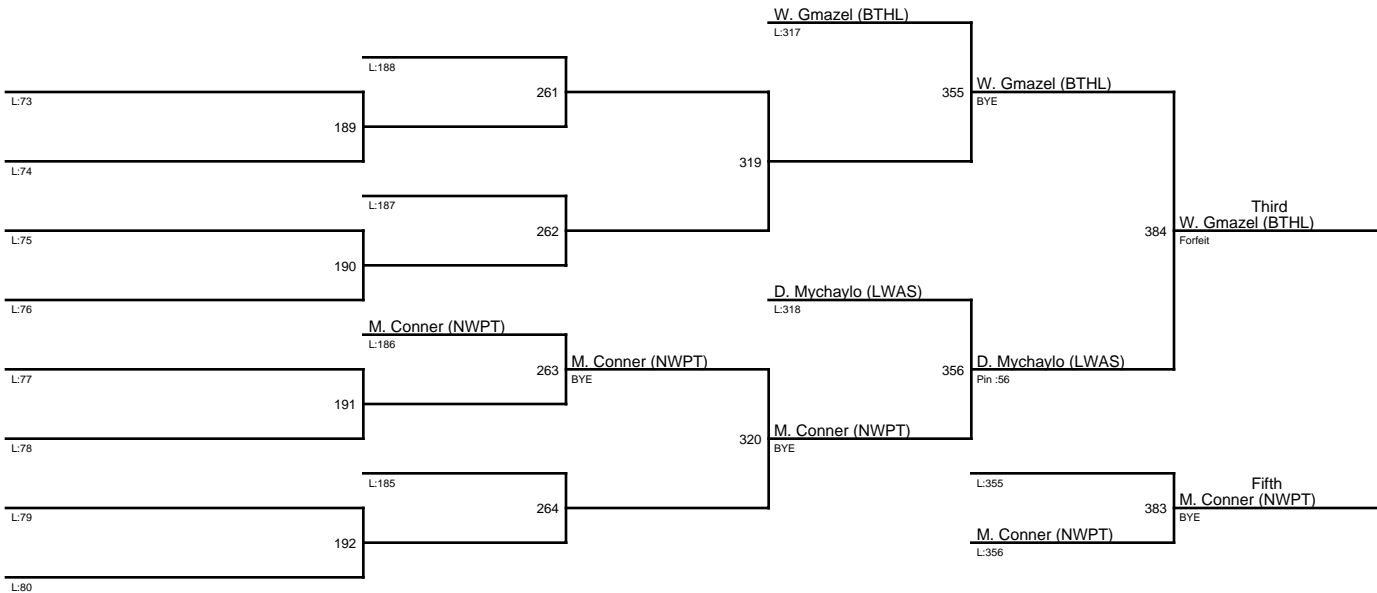 W. Gmazel (BTHL)
L:317
L:188
261
355
W. Gmazel (BTHL)
BYE
L:73
189
L:74
319
L:187
Third
L:75
262
384
W. Gmazel (BTHL)
Forfeit
190
L:76
D. Mychaylo (LWAS)
L:318
M. Conner (NWPT)
L:186
L:77
263
M. Conner (NWPT)
BYE
356
D. Mychaylo (LWAS)
Pin :56
191
L:78
320
M. Conner (NWPT)
BYE
L:185
L:355
Fifth
L:79
264
383
M. Conner (NWPT)
BYE
192
M. Conner (NWPT)
L:356
L:80